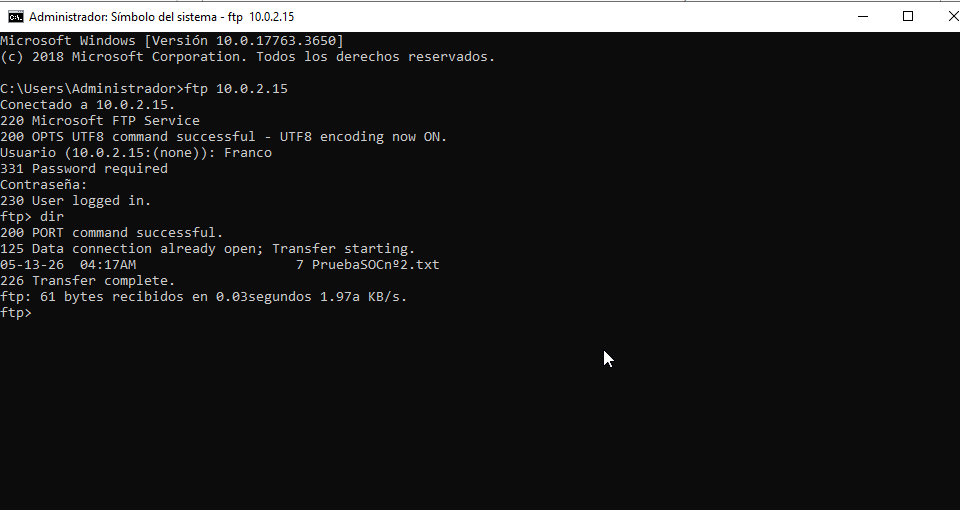 Administrador: Símbolo del sistema - ftp  10.0.2.15
Microsoft Windows [Versión 10.0.17763.3650]
(c) 2018 Microsoft Corporation. Todos los derechos reservados.
C:\Users\Administrador>ftp 10.0.2.15
Conectado a 10.0.2.15.
220 Microsoft FTP Service
200 OPTS UTF8 command successful - UTF8 encoding now ON.
Usuario (10.0.2.15:(none)): Franco
331 Password required
Contraseña:
230 User logged in.
ftp> dir
200 PORT command successful.
125 Data connection already open; Transfer starting.
05-13-26  04:17AM                    7 PruebaSOCnº2.txt
226 Transfer complete.
ftp: 61 bytes recibidos en 0.03segundos 1.97a KB/s.
ftp>